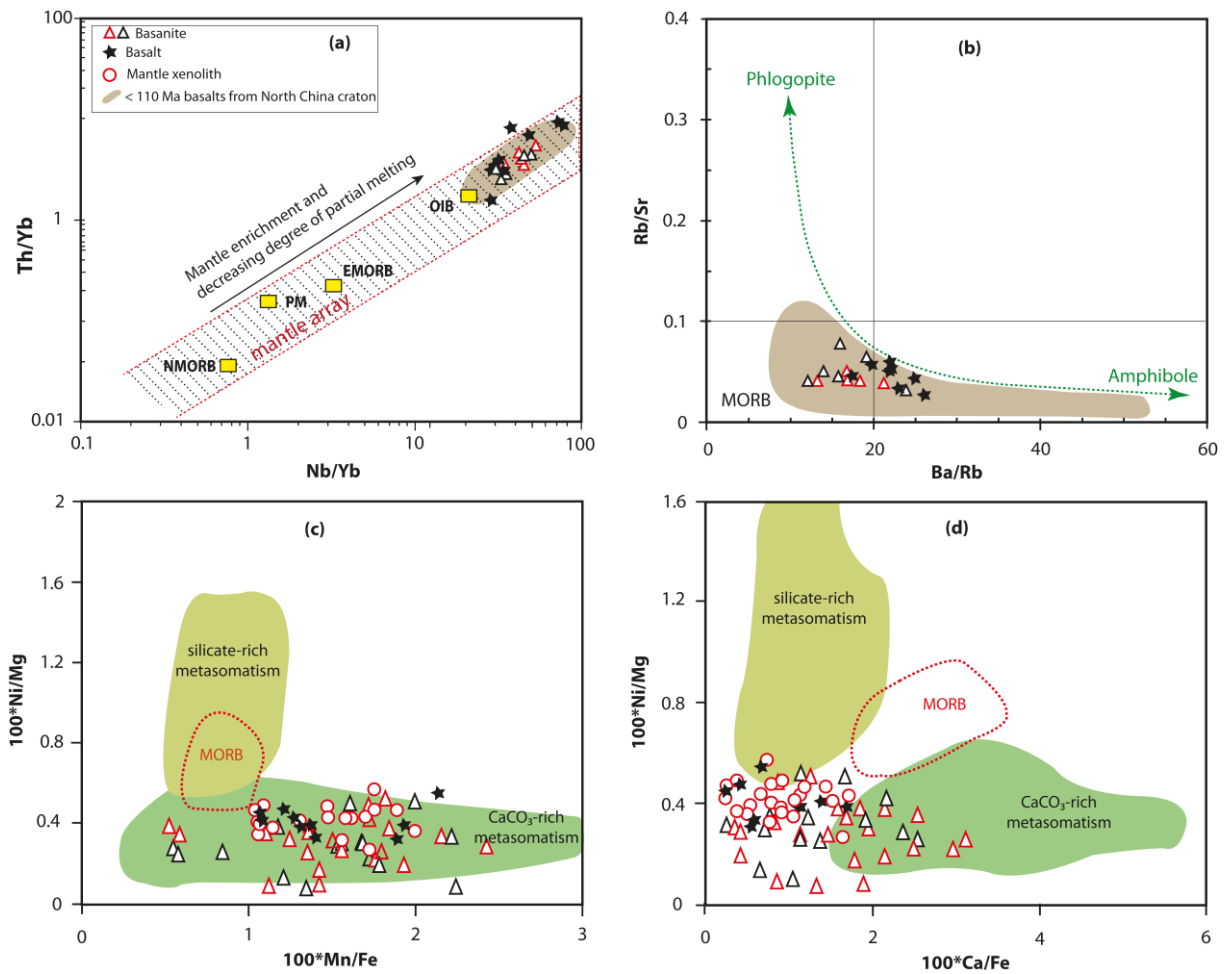 100
(a)
Basanite
Basalt
Mantle xenolith
< 110 Ma basalts from North China craton
Th/Yb
1
0.01
Mantle enrichment and
decreasing degree of partial melting
OIB
EMORB
PM
mantle array
NMORB
0.1
1
10
100
Nb/Yb
(b)
0.4
0.3
0.2
0.1
0
Rb/Sr
Phlogopite
Amphibole
MORB
0
20
40
60
Ba/Rb
(c)
2
1.6
1.2
0.8
0.4
0
100*Ni/Mg
silicate-rich
metasomatism
MORB
CaCO₃-rich
metasomatism
0
1
2
3
100*Mn/Fe
(d)
1.6
1.2
0.8
0.4
0
100*Ni/Mg
silicate-rich
metasomatism
MORB
CaCO₃-rich
metasomatism
0
2
4
6
100*Ca/Fe